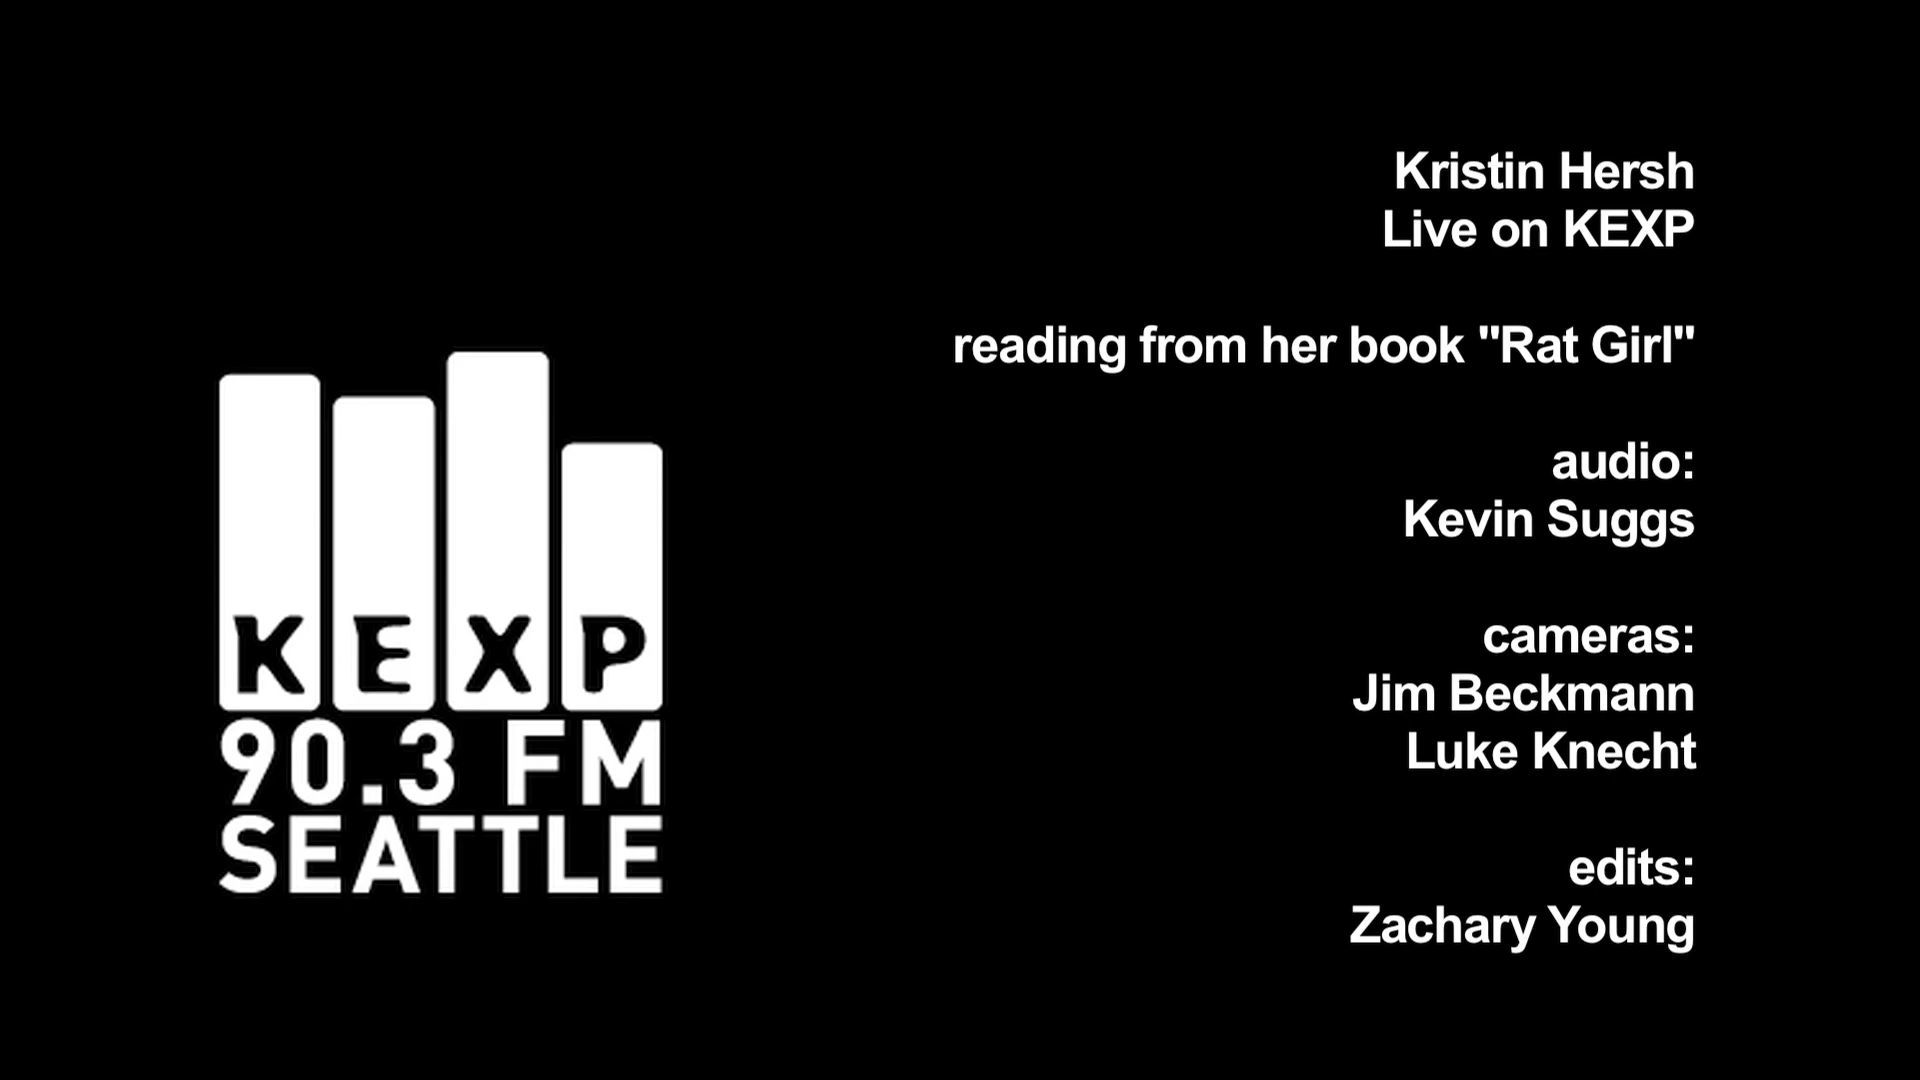 KEXP
90.3 FM
SEATTLE
Kristin Hersh
Live on KEXP
reading from her book "Rat Girl"
audio:
Kevin Suggs
cameras:
Jim Beckmann
Luke Knecht
edits:
Zachary Young